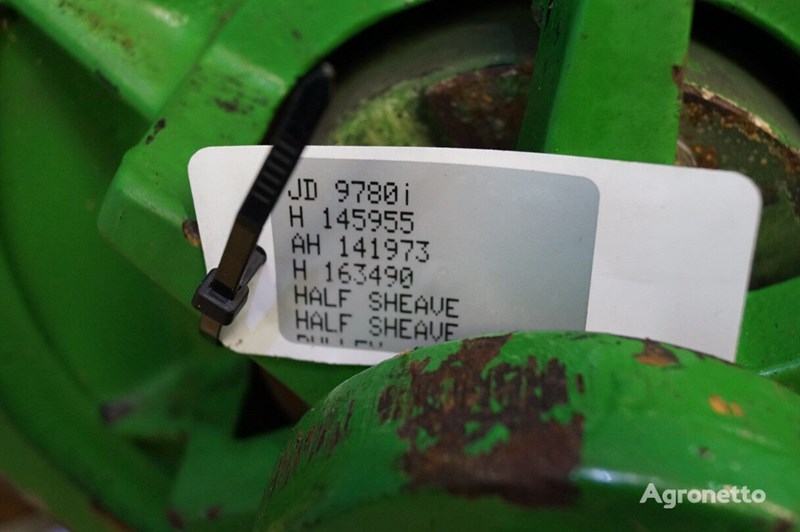 JD 9780i
H 145955
AH 141973
H 163490
HALF SHEAVE
HALF SHEAVE
Agronetto